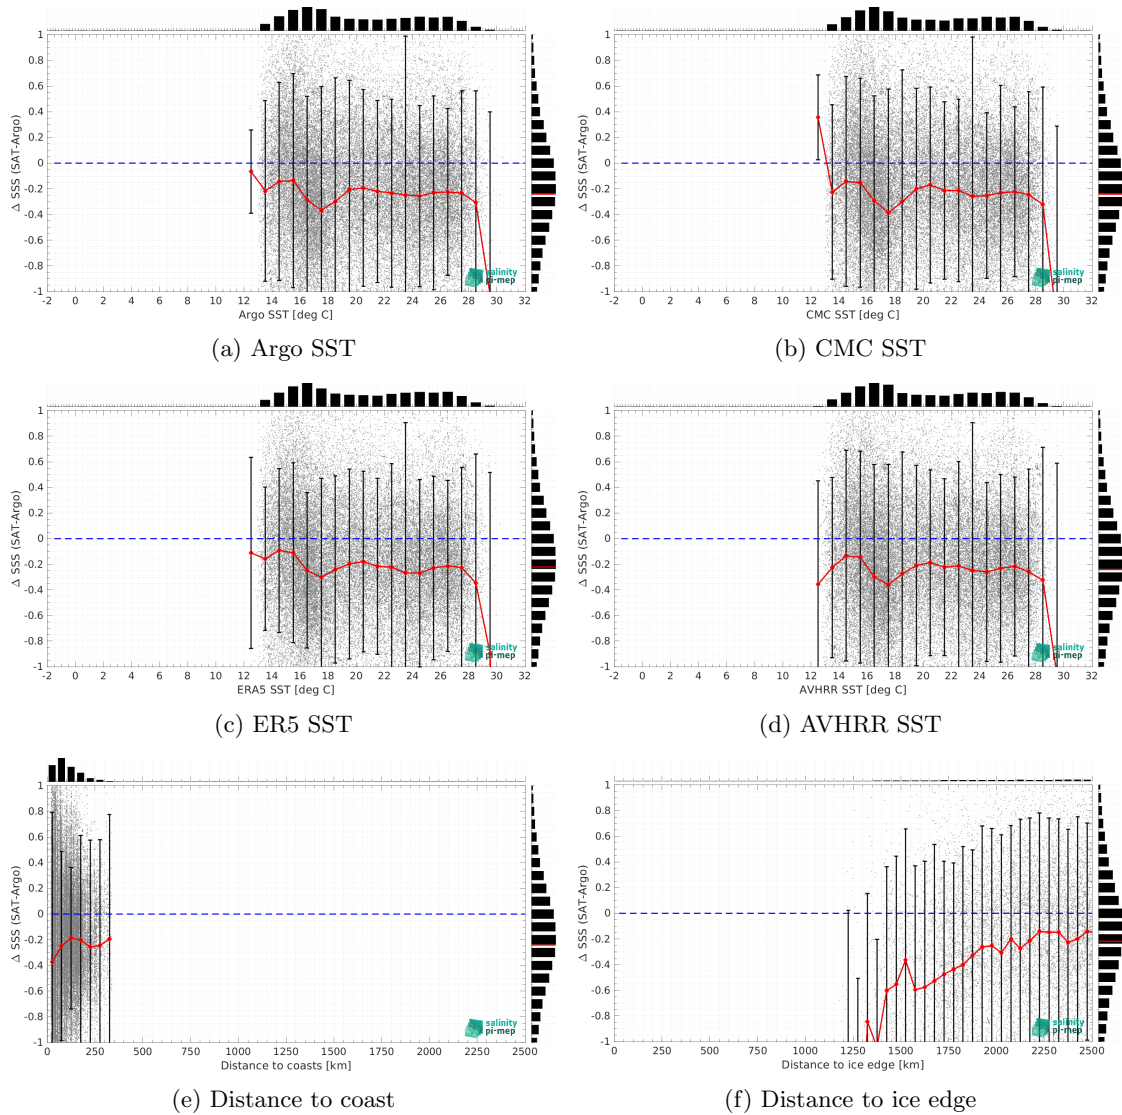 1
0.8
0.6
0.4
0.2
0
-0.2
-0.4
-0.6
-0.8
-1
Δ SSS (SAT-Argo)
salinity
pi-mep
-2 0 2 4 6 8 10 12 14 16 18 20 22 24 26 28 30 32
Argo SST [deg C]
(a) Argo SST
1
0.8
0.6
0.4
0.2
0
-0.2
-0.4
-0.6
-0.8
-1
Δ SSS (SAT-Argo)
salinity
pi-mep
-2 0 2 4 6 8 10 12 14 16 18 20 22 24 26 28 30 32
CMC SST [deg C]
(b) CMC SST
1
0.8
0.6
0.4
0.2
0
-0.2
-0.4
-0.6
-0.8
-1
Δ SSS (SAT-Argo)
salinity
pi-mep
-2 0 2 4 6 8 10 12 14 16 18 20 22 24 26 28 30 32
ERA5 SST [deg C]
(c) ER5 SST
1
0.8
0.6
0.4
0.2
0
-0.2
-0.4
-0.6
-0.8
-1
Δ SSS (SAT-Argo)
salinity
pi-mep
-2 0 2 4 6 8 10 12 14 16 18 20 22 24 26 28 30 32
AVHRR SST [deg C]
(d) AVHRR SST
1
0.8
0.6
0.4
0.2
0
-0.2
-0.4
-0.6
-0.8
-1
Δ SSS (SAT-Argo)
salinity
pi-mep
0 250 500 750 1000 1250 1500 1750 2000 2250 2500
Distance to coasts [km]
(e) Distance to coast
1
0.8
0.6
0.4
0.2
0
-0.2
-0.4
-0.6
-0.8
-1
Δ SSS (SAT-Argo)
salinity
pi-mep
0 250 500 750 1000 1250 1500 1750 2000 2250 2500
Distance to ice edge [km]
(f) Distance to ice edge